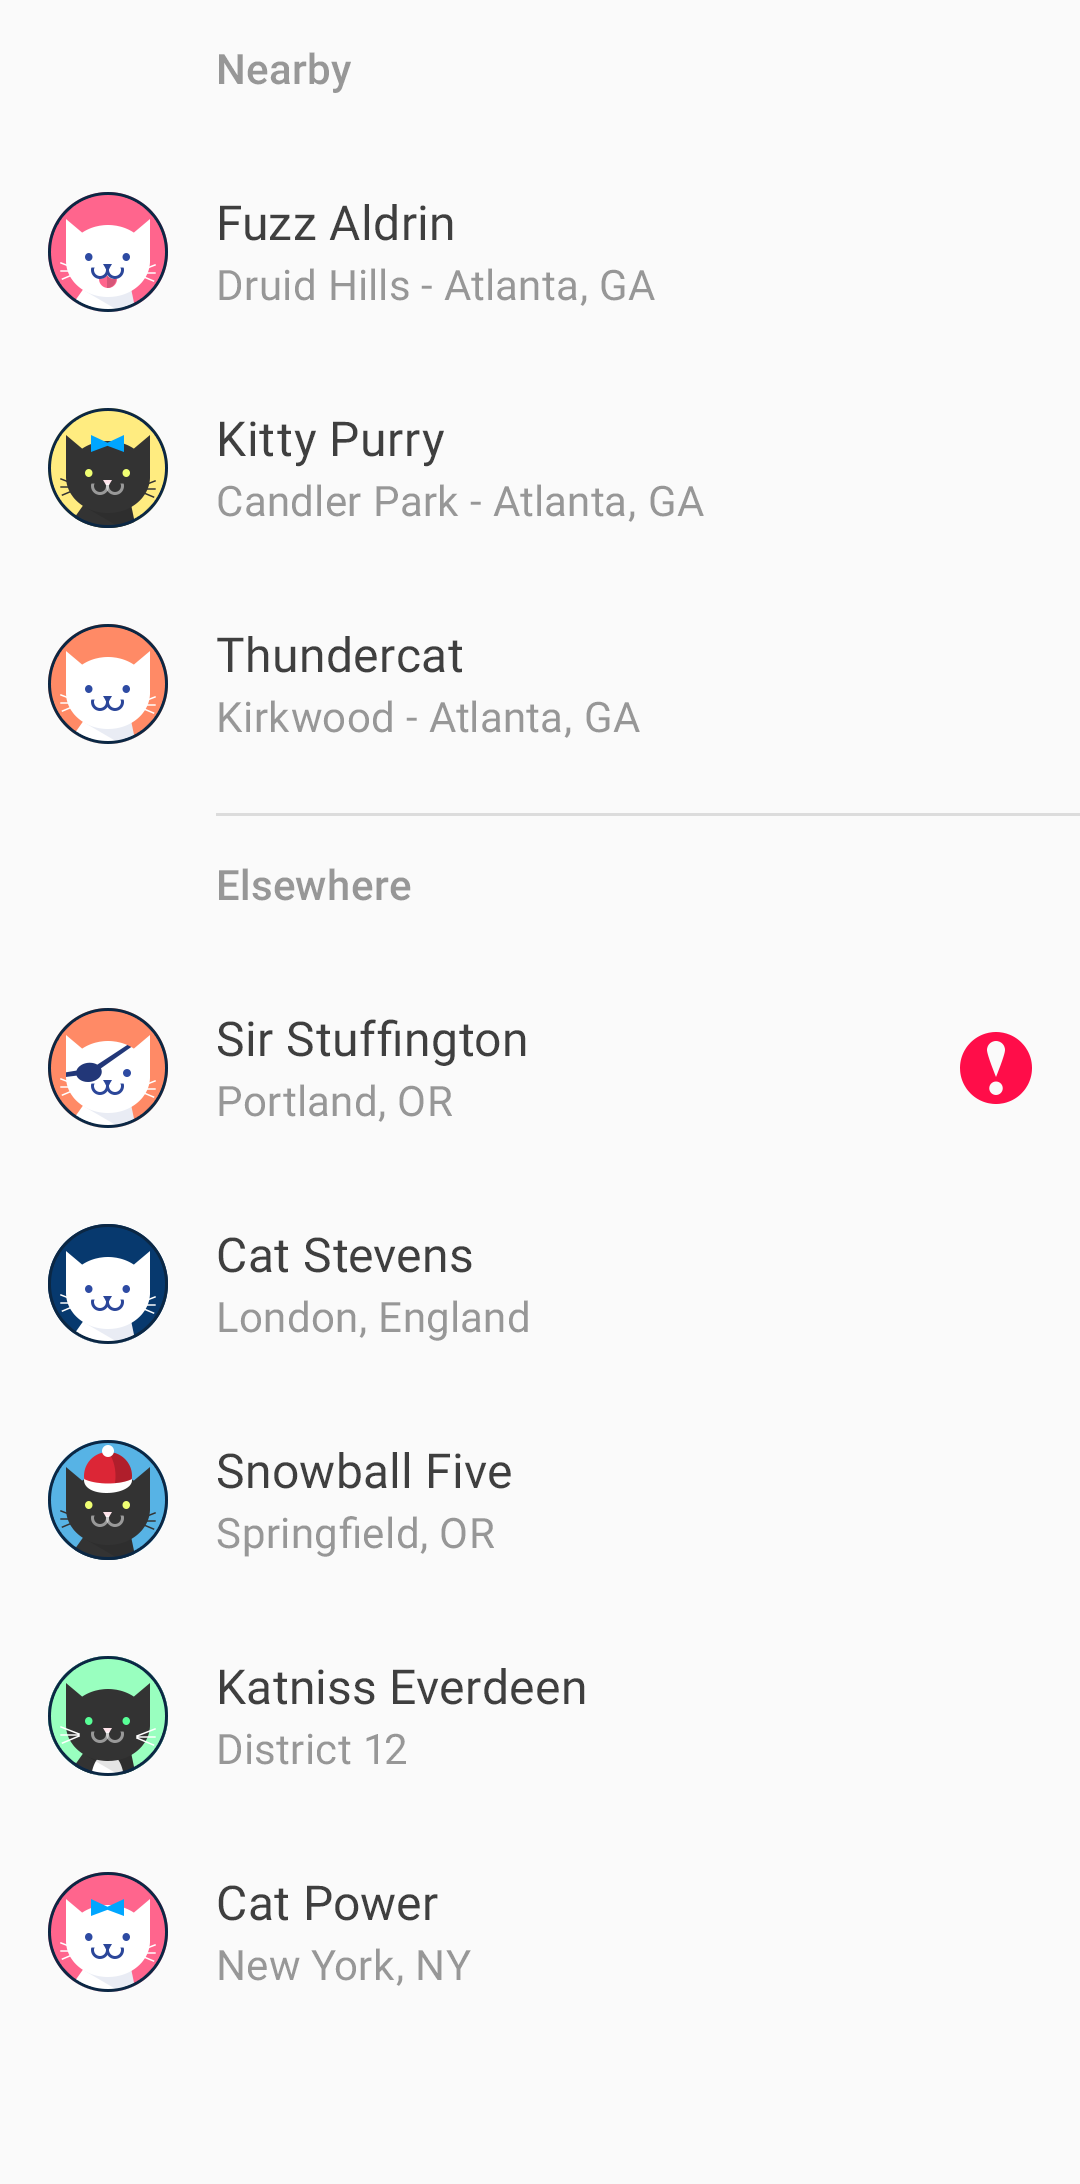 Nearby
Fuzz Aldrin
Druid Hills - Atlanta, GA
Kitty Purry
Candler Park - Atlanta, GA
Thundercat
Kirkwood - Atlanta, GA
Elsewhere
Sir Stuffington
Portland, OR
Cat Stevens
London, England
Snowball Five
Springfield, OR
Katniss Everdeen
District 12
Cat Power
New York, NY